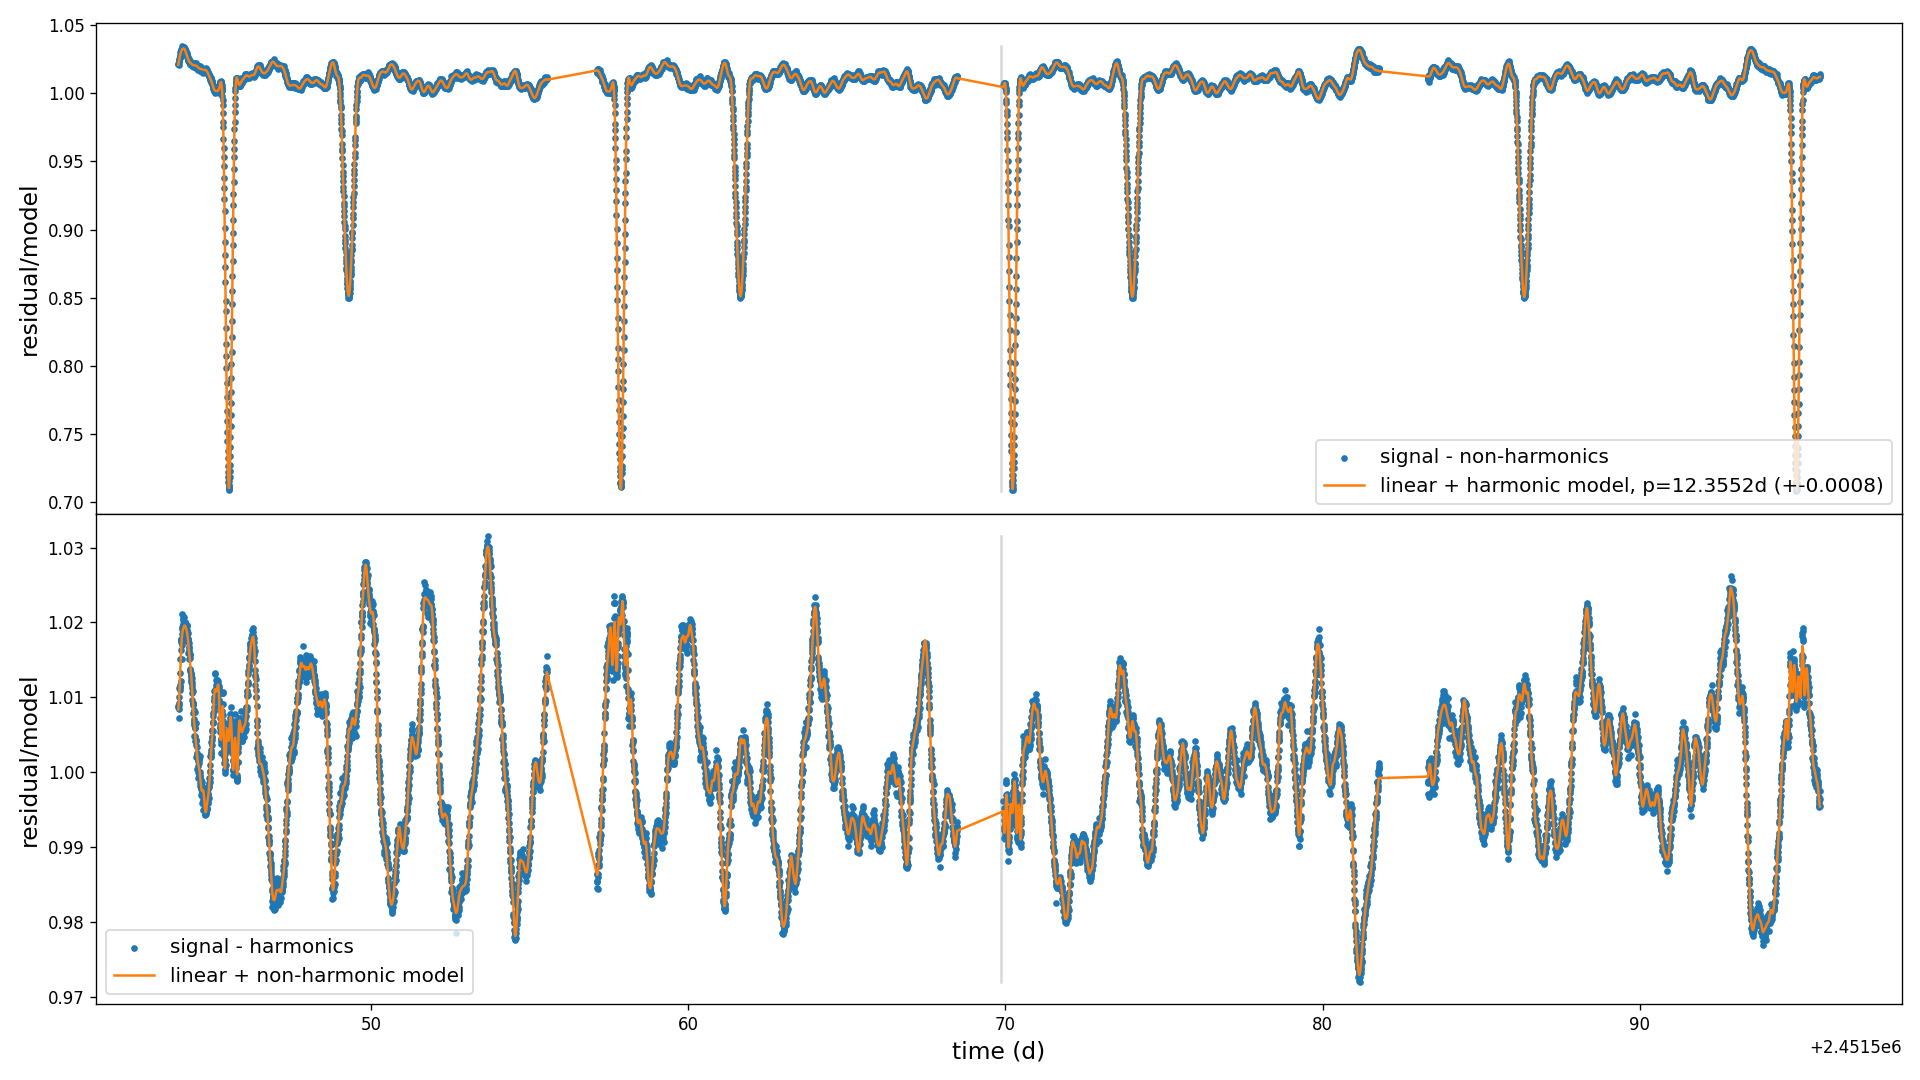 1.05
1.00
0.95
0.90
0.85
0.80
0.75
0.70
residual/model
signal - non-harmonics
linear + harmonic model, p=12.3552d (+-0.0008)
1.03
1.02
1.01
1.00
0.99
0.98
0.97
residual/model
signal - harmonics
linear + non-harmonic model
50 60 70 80 90
time (d)
+2.4515e6